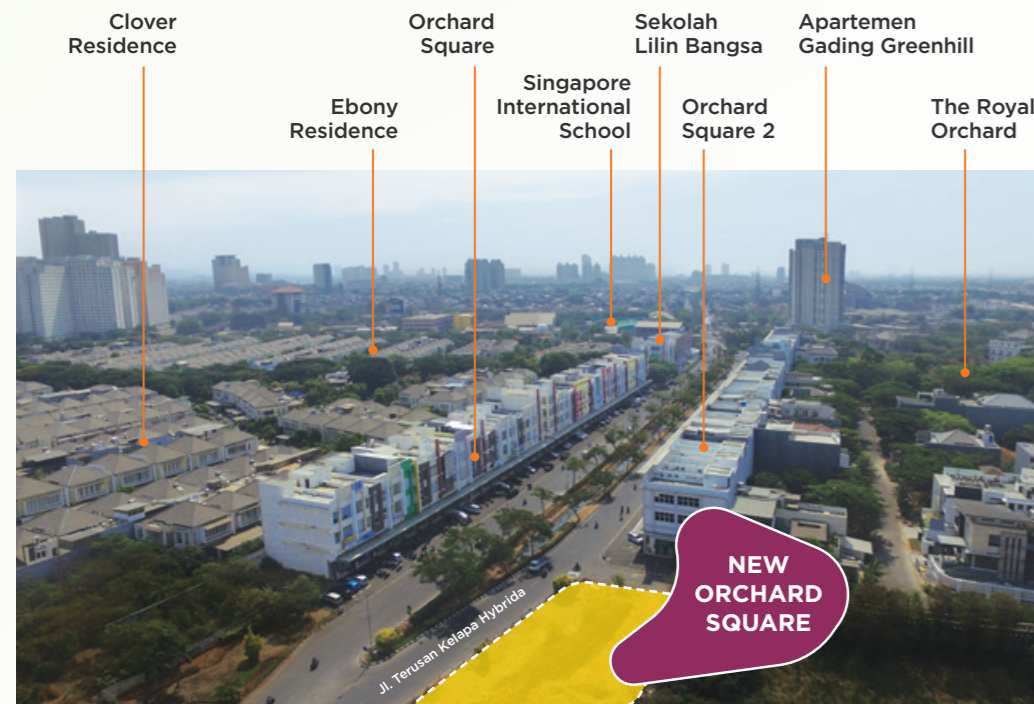 Clover
Residence
Orchard
Square
Sekolah
Lilin Bangsa
Apartemen
Gading Greenhill
Ebony
Residence
Singapore
International
School
Orchard
Square 2
The Royal
Orchard
NEW
ORCHARD
SQUARE
Jl. Terusan Kelapa Hybrida